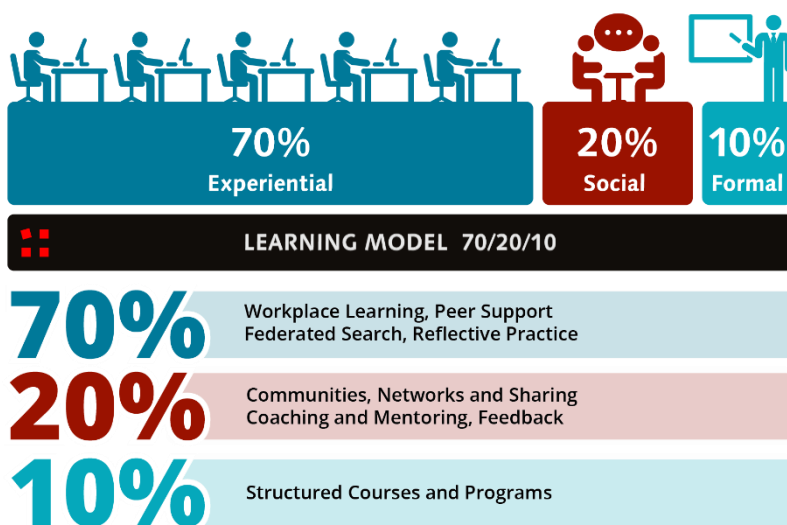 70%
Experiential
20%
Social
10%
Formal
LEARNING MODEL 70/20/10
70%
Workplace Learning, Peer Support
Federated Search, Reflective Practice
20%
Communities, Networks and Sharing
Coaching and Mentoring, Feedback
10%
Structured Courses and Programs